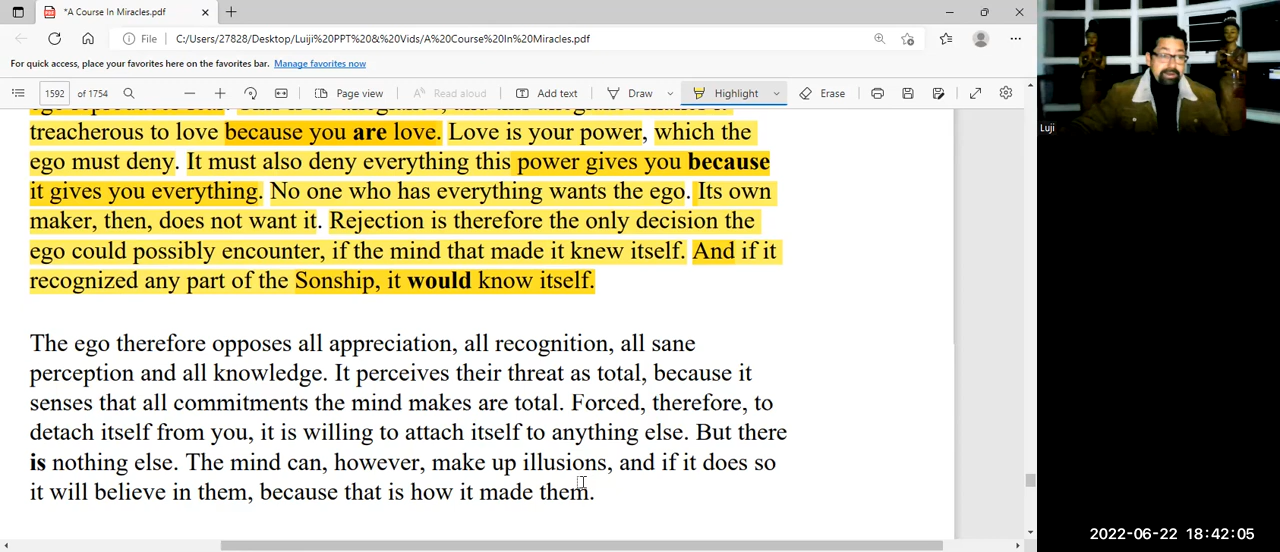 *A Course In Miracles.pdf
File C:/Users/27828/Desktop/Luiji%20PPT%20&%20Vids/A%20Course%20In%20Miracles.pdf
For quick access, place your favorites here on the favorites bar. Manage favorites now
1592 of 1754 Page view Read aloud Add text Draw Highlight Erase
treacherous to love because you are love. Love is your power, which the
ego must deny. It must also deny everything this power gives you because
it gives you everything. No one who has everything wants the ego. Its own
maker, then, does not want it. Rejection is therefore the only decision the
ego could possibly encounter, if the mind that made it knew itself. And if it
recognized any part of the Sonship, it would know itself.
The ego therefore opposes all appreciation, all recognition, all sane
perception and all knowledge. It perceives their threat as total, because it
senses that all commitments the mind makes are total. Forced, therefore, to
detach itself from you, it is willing to attach itself to anything else. But there
is nothing else. The mind can, however, make up illusions, and if it does so
it will believe in them, because that is how it made them.
Luji
2022-06-22 18:42:05